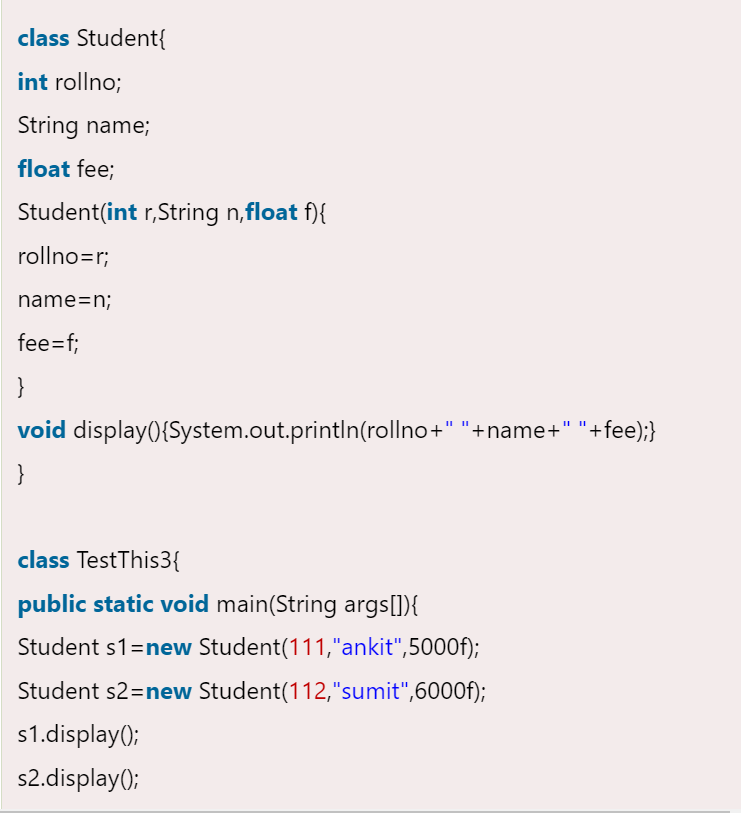 class Student{
int rollno;
String name;
float fee;
Student(int r,String n,float f){
rollno=r;
name=n;
fee=f;
}
void display(){System.out.println(rollno+" "+name+" "+fee);}
}
class TestThis3{
public static void main(String args[]){
Student s1=new Student(111,"ankit",5000f);
Student s2=new Student(112,"sumit",6000f);
s1.display();
s2.display();